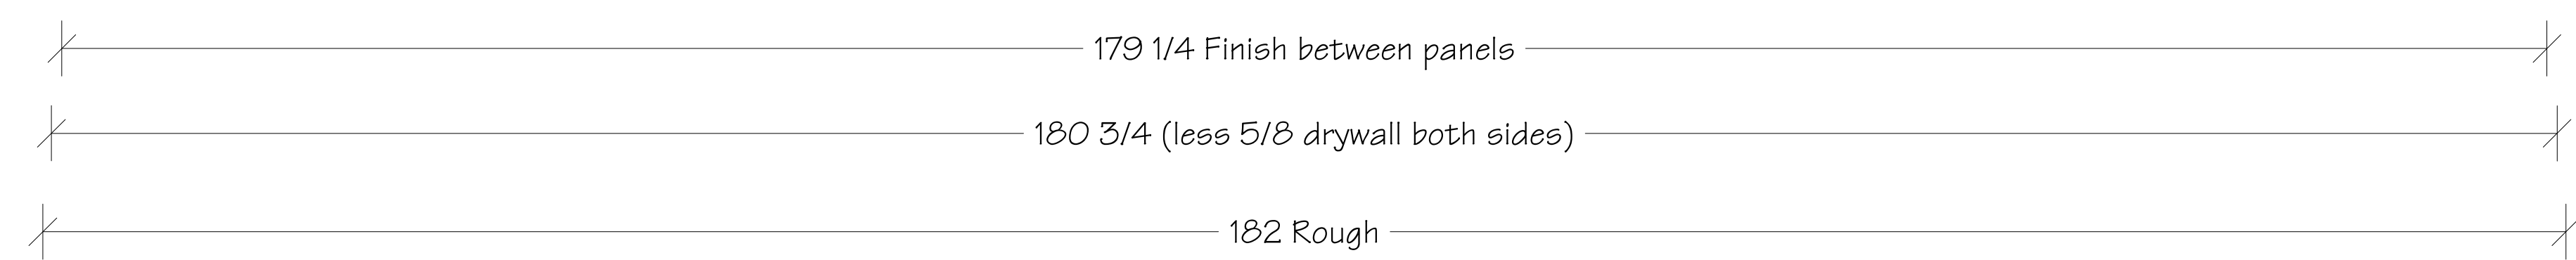 179 1/4 Finish between panels
180 3/4 (less 5/8 drywall both sides)
182 Rough